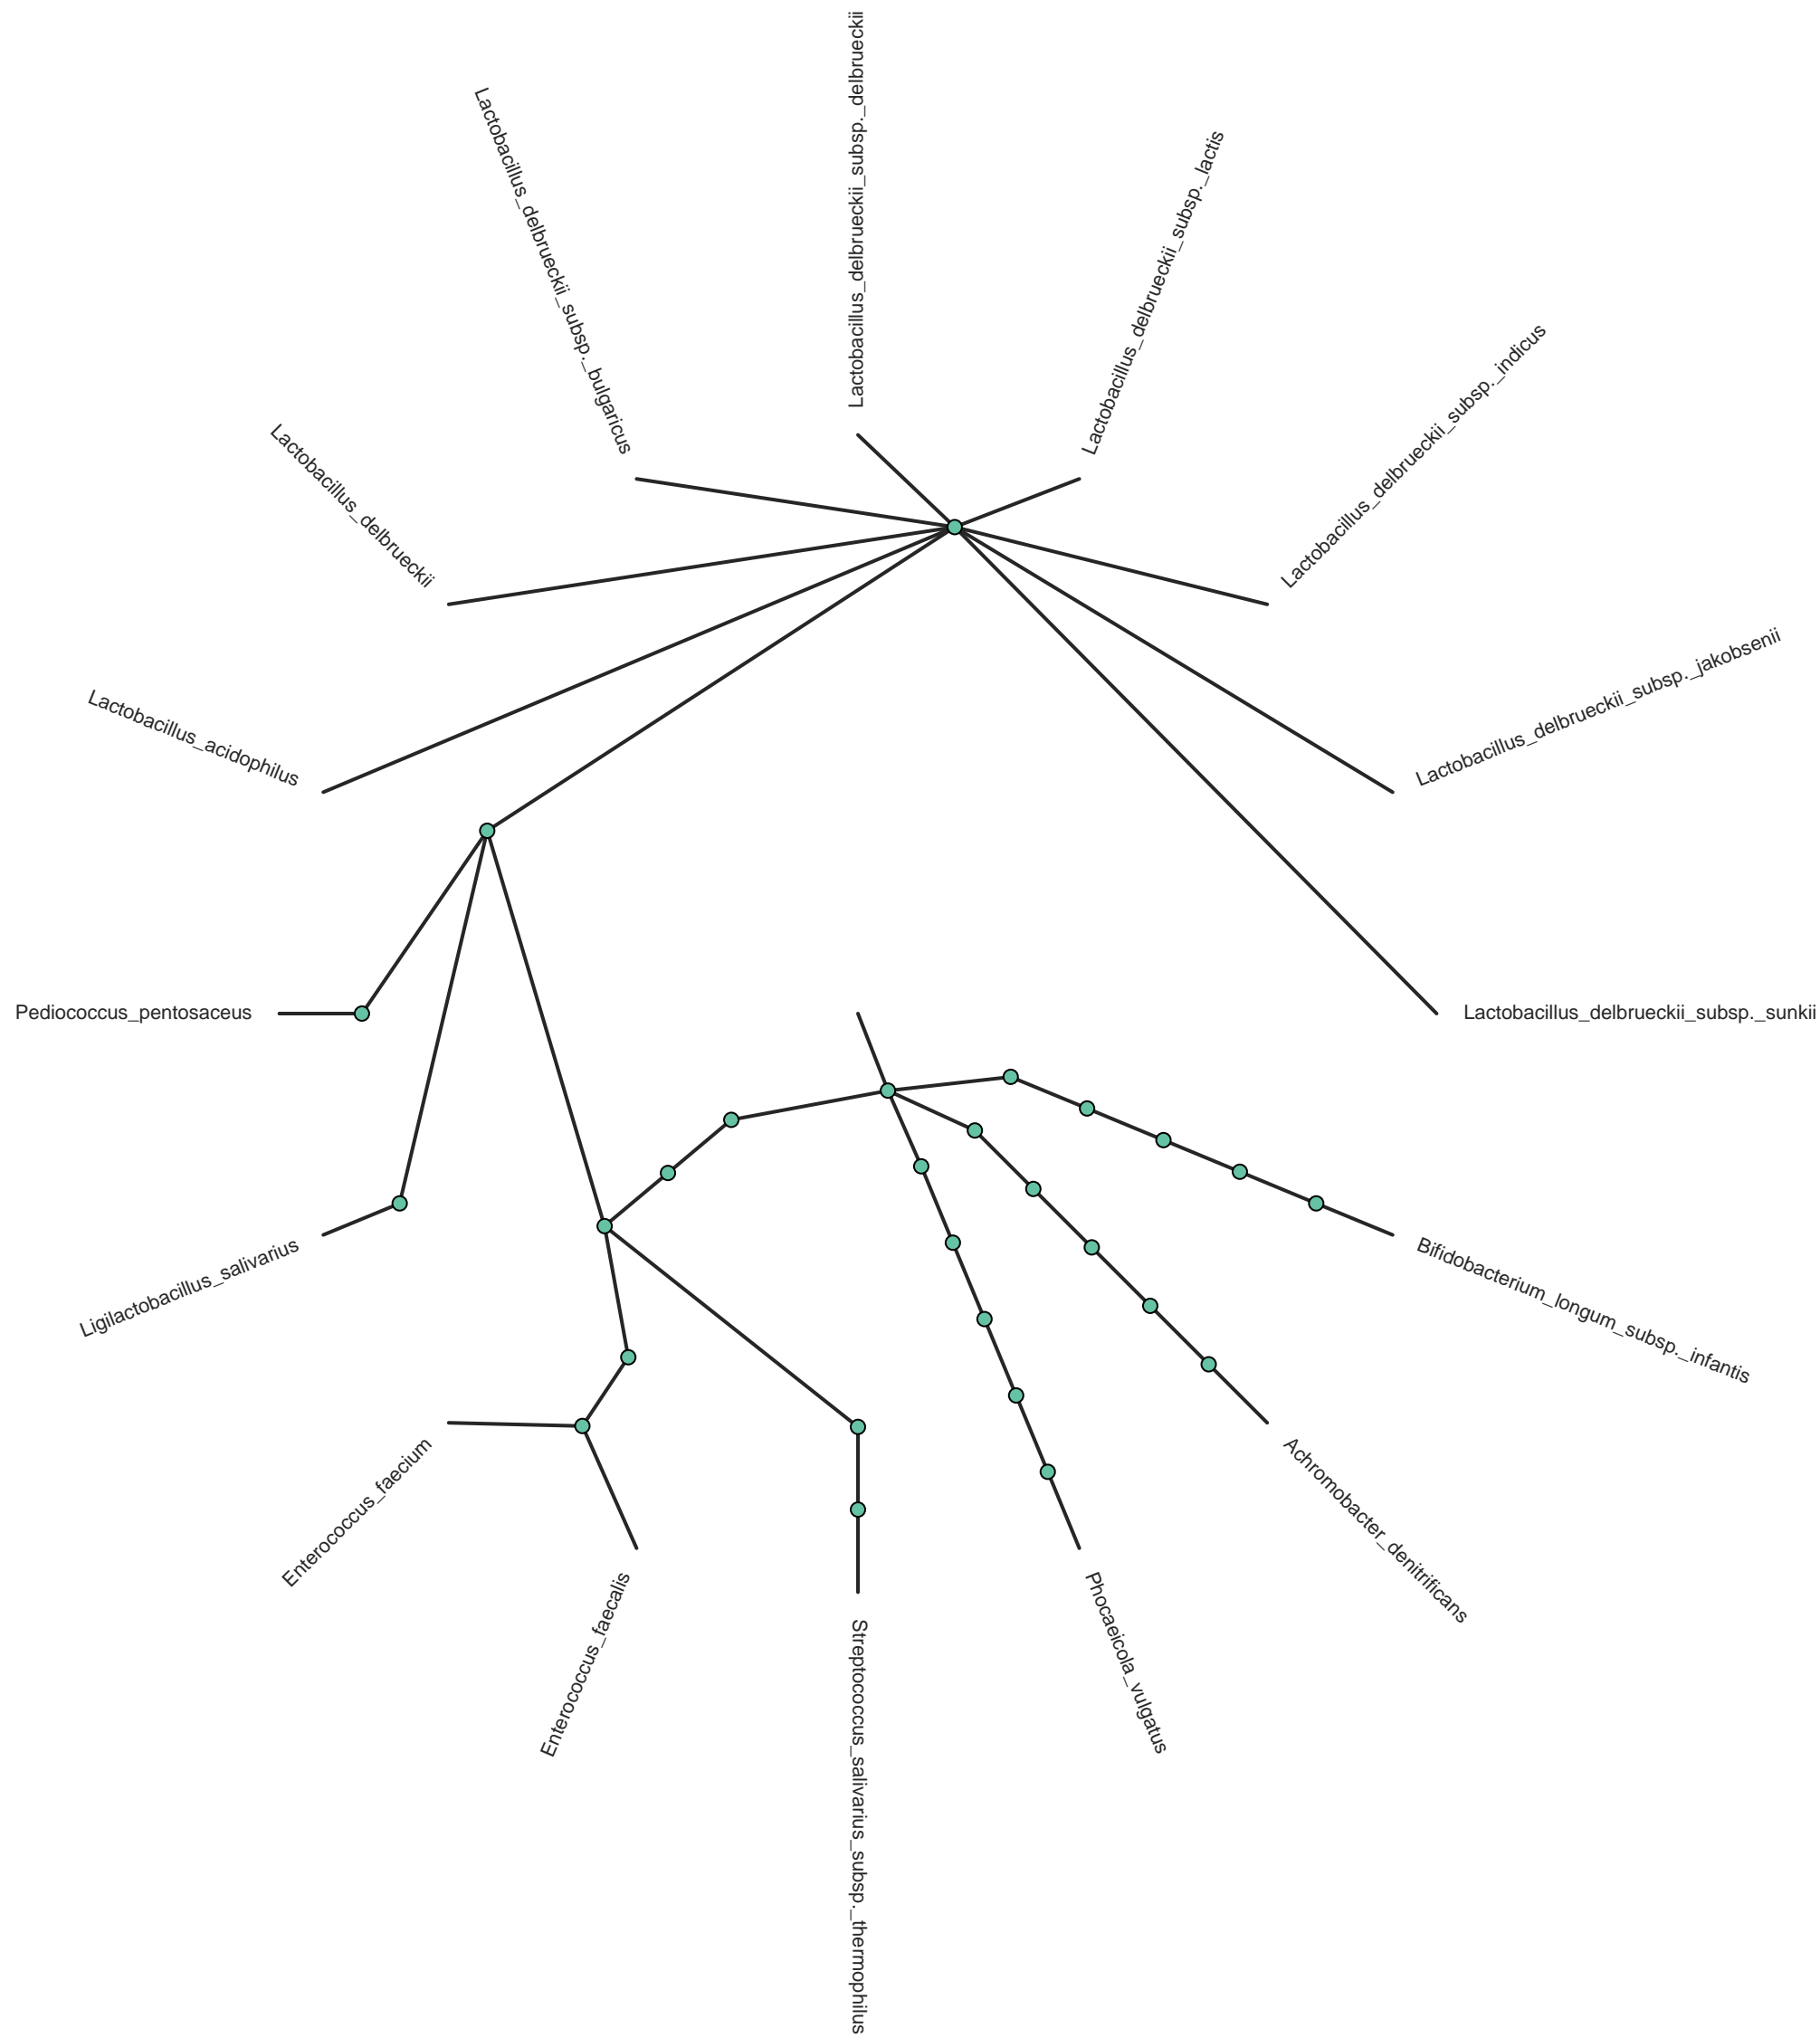 Lactobacillus_delbrueckii_subsp._delbrueckii
Lactobacillus_delbrueckii_subsp._bulgaricus
Lactobacillus_delbrueckii_subsp._lactis
Lactobacillus_delbrueckii_subsp._indicus
Lactobacillus_delbrueckii
Lactobacillus_delbrueckii_subsp._jakobsenii
Lactobacillus_acidophilus
Pediococcus_pentosaceus
Lactobacillus_delbrueckii_subsp._sunkii
Ligilactobacillus_salivarius
Bifidobacterium_longum_subsp._infantis
Enterococcus_faecium
Achromobacter_denitrificans
Enterococcus_faecalis
Phocaeicola_vulgatus
Streptococcus_salivarius_subsp._thermophilus